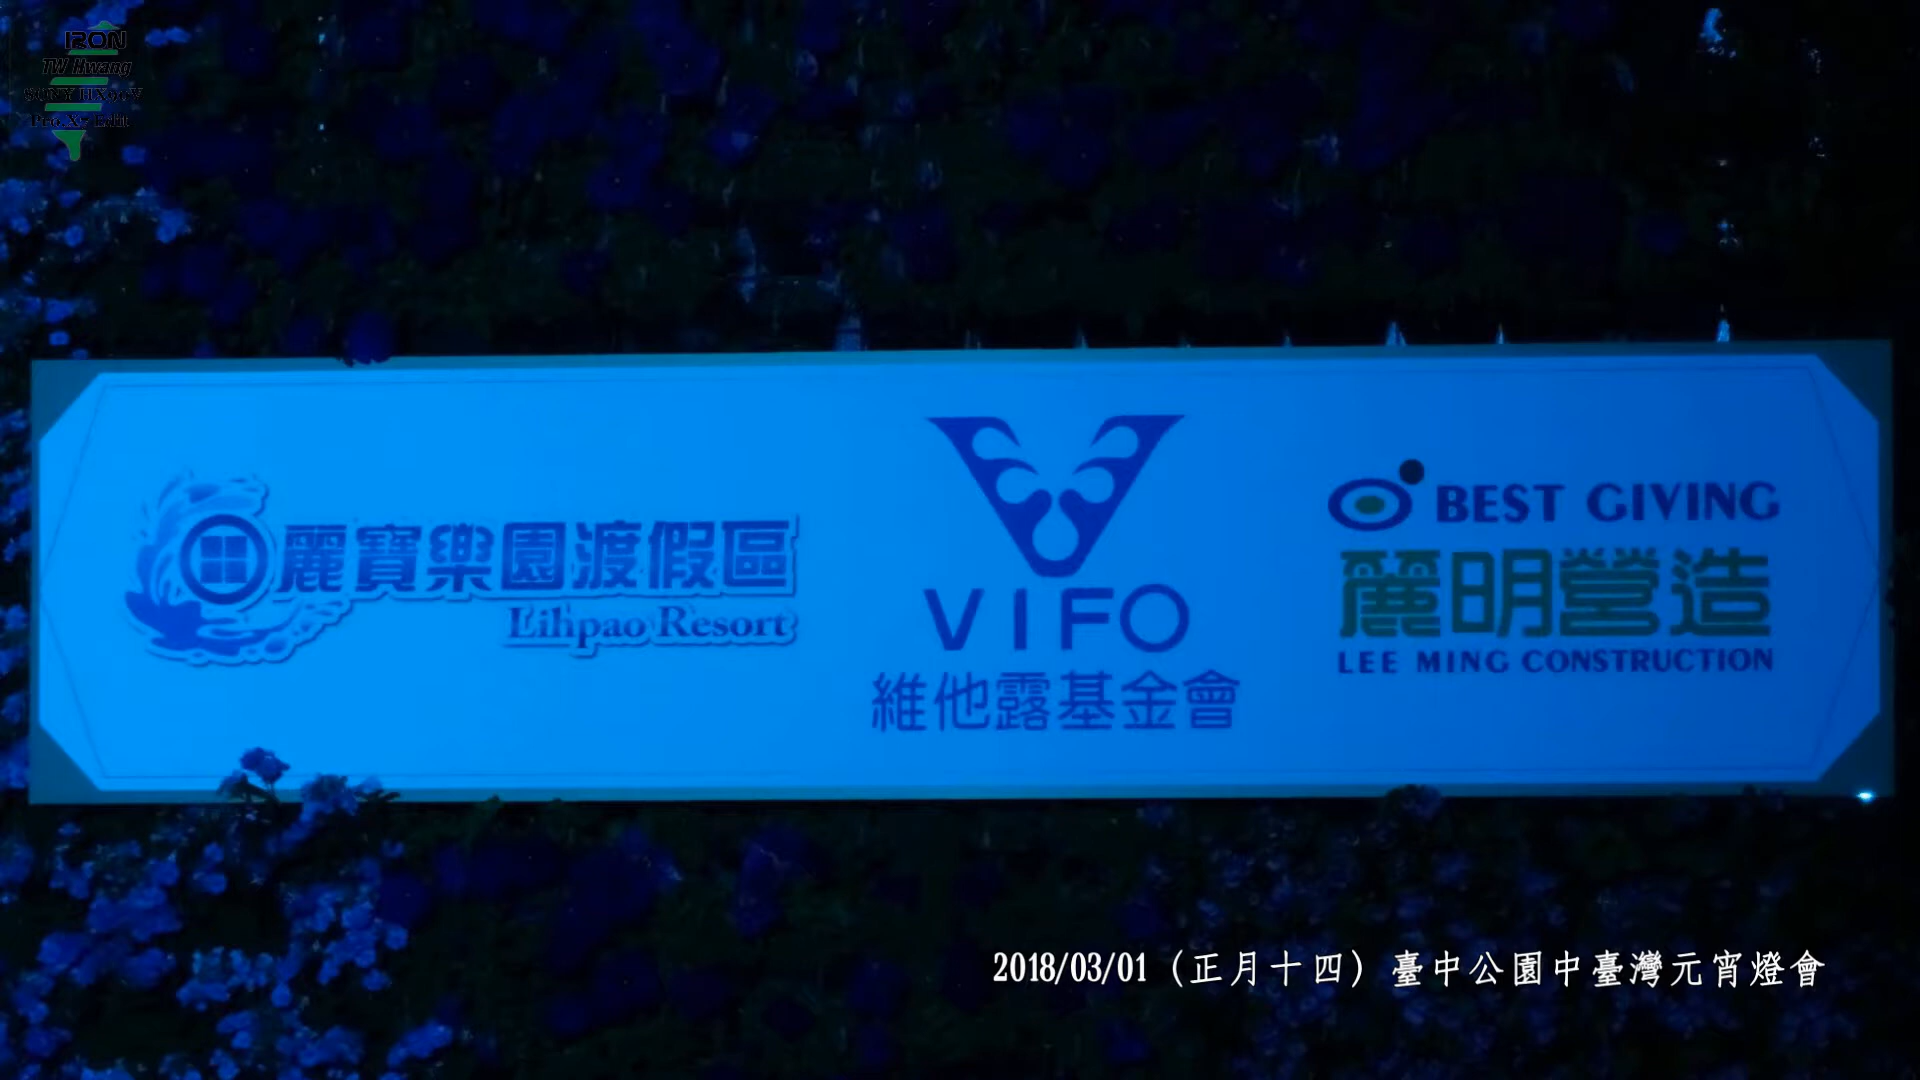 IRON
TW Hwang
SONY HX90V
麗寶樂園渡假區
Lihpao Resort
VIFO
維他露基金會
BEST GIVING
麗明營造
LEE MING CONSTRUCTION
2018/03/01（正月十四）臺中公園中臺灣元宵燈會